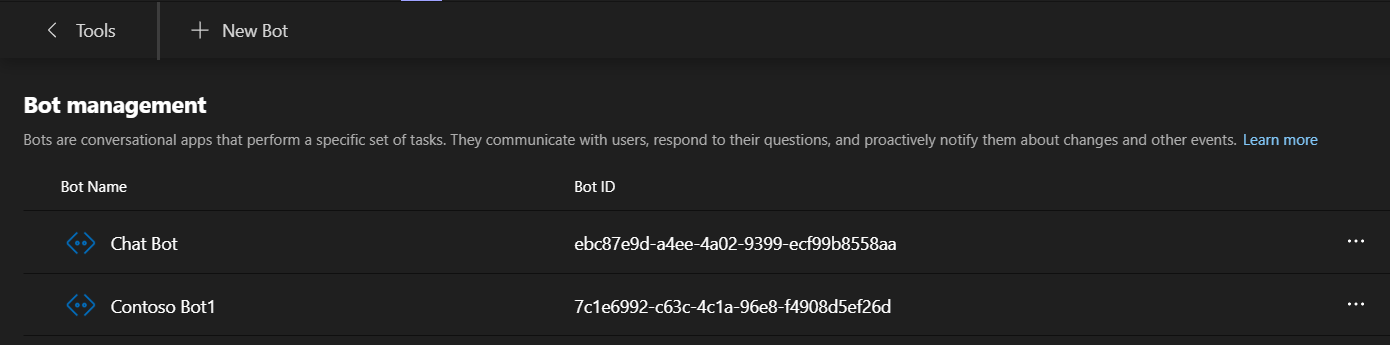 Tools New Bot
Bot management
Bots are conversational apps that perform a specific set of tasks. They communicate with users, respond to their questions, and proactively notify them about changes and other events. Learn more
Bot Name Bot ID
Chat Bot ebc87e9d-a4ee-4a02-9399-ecf99b8558aa
Contoso Bot1 7c1e6992-c63c-4c1a-96e8-f4908d5ef26d